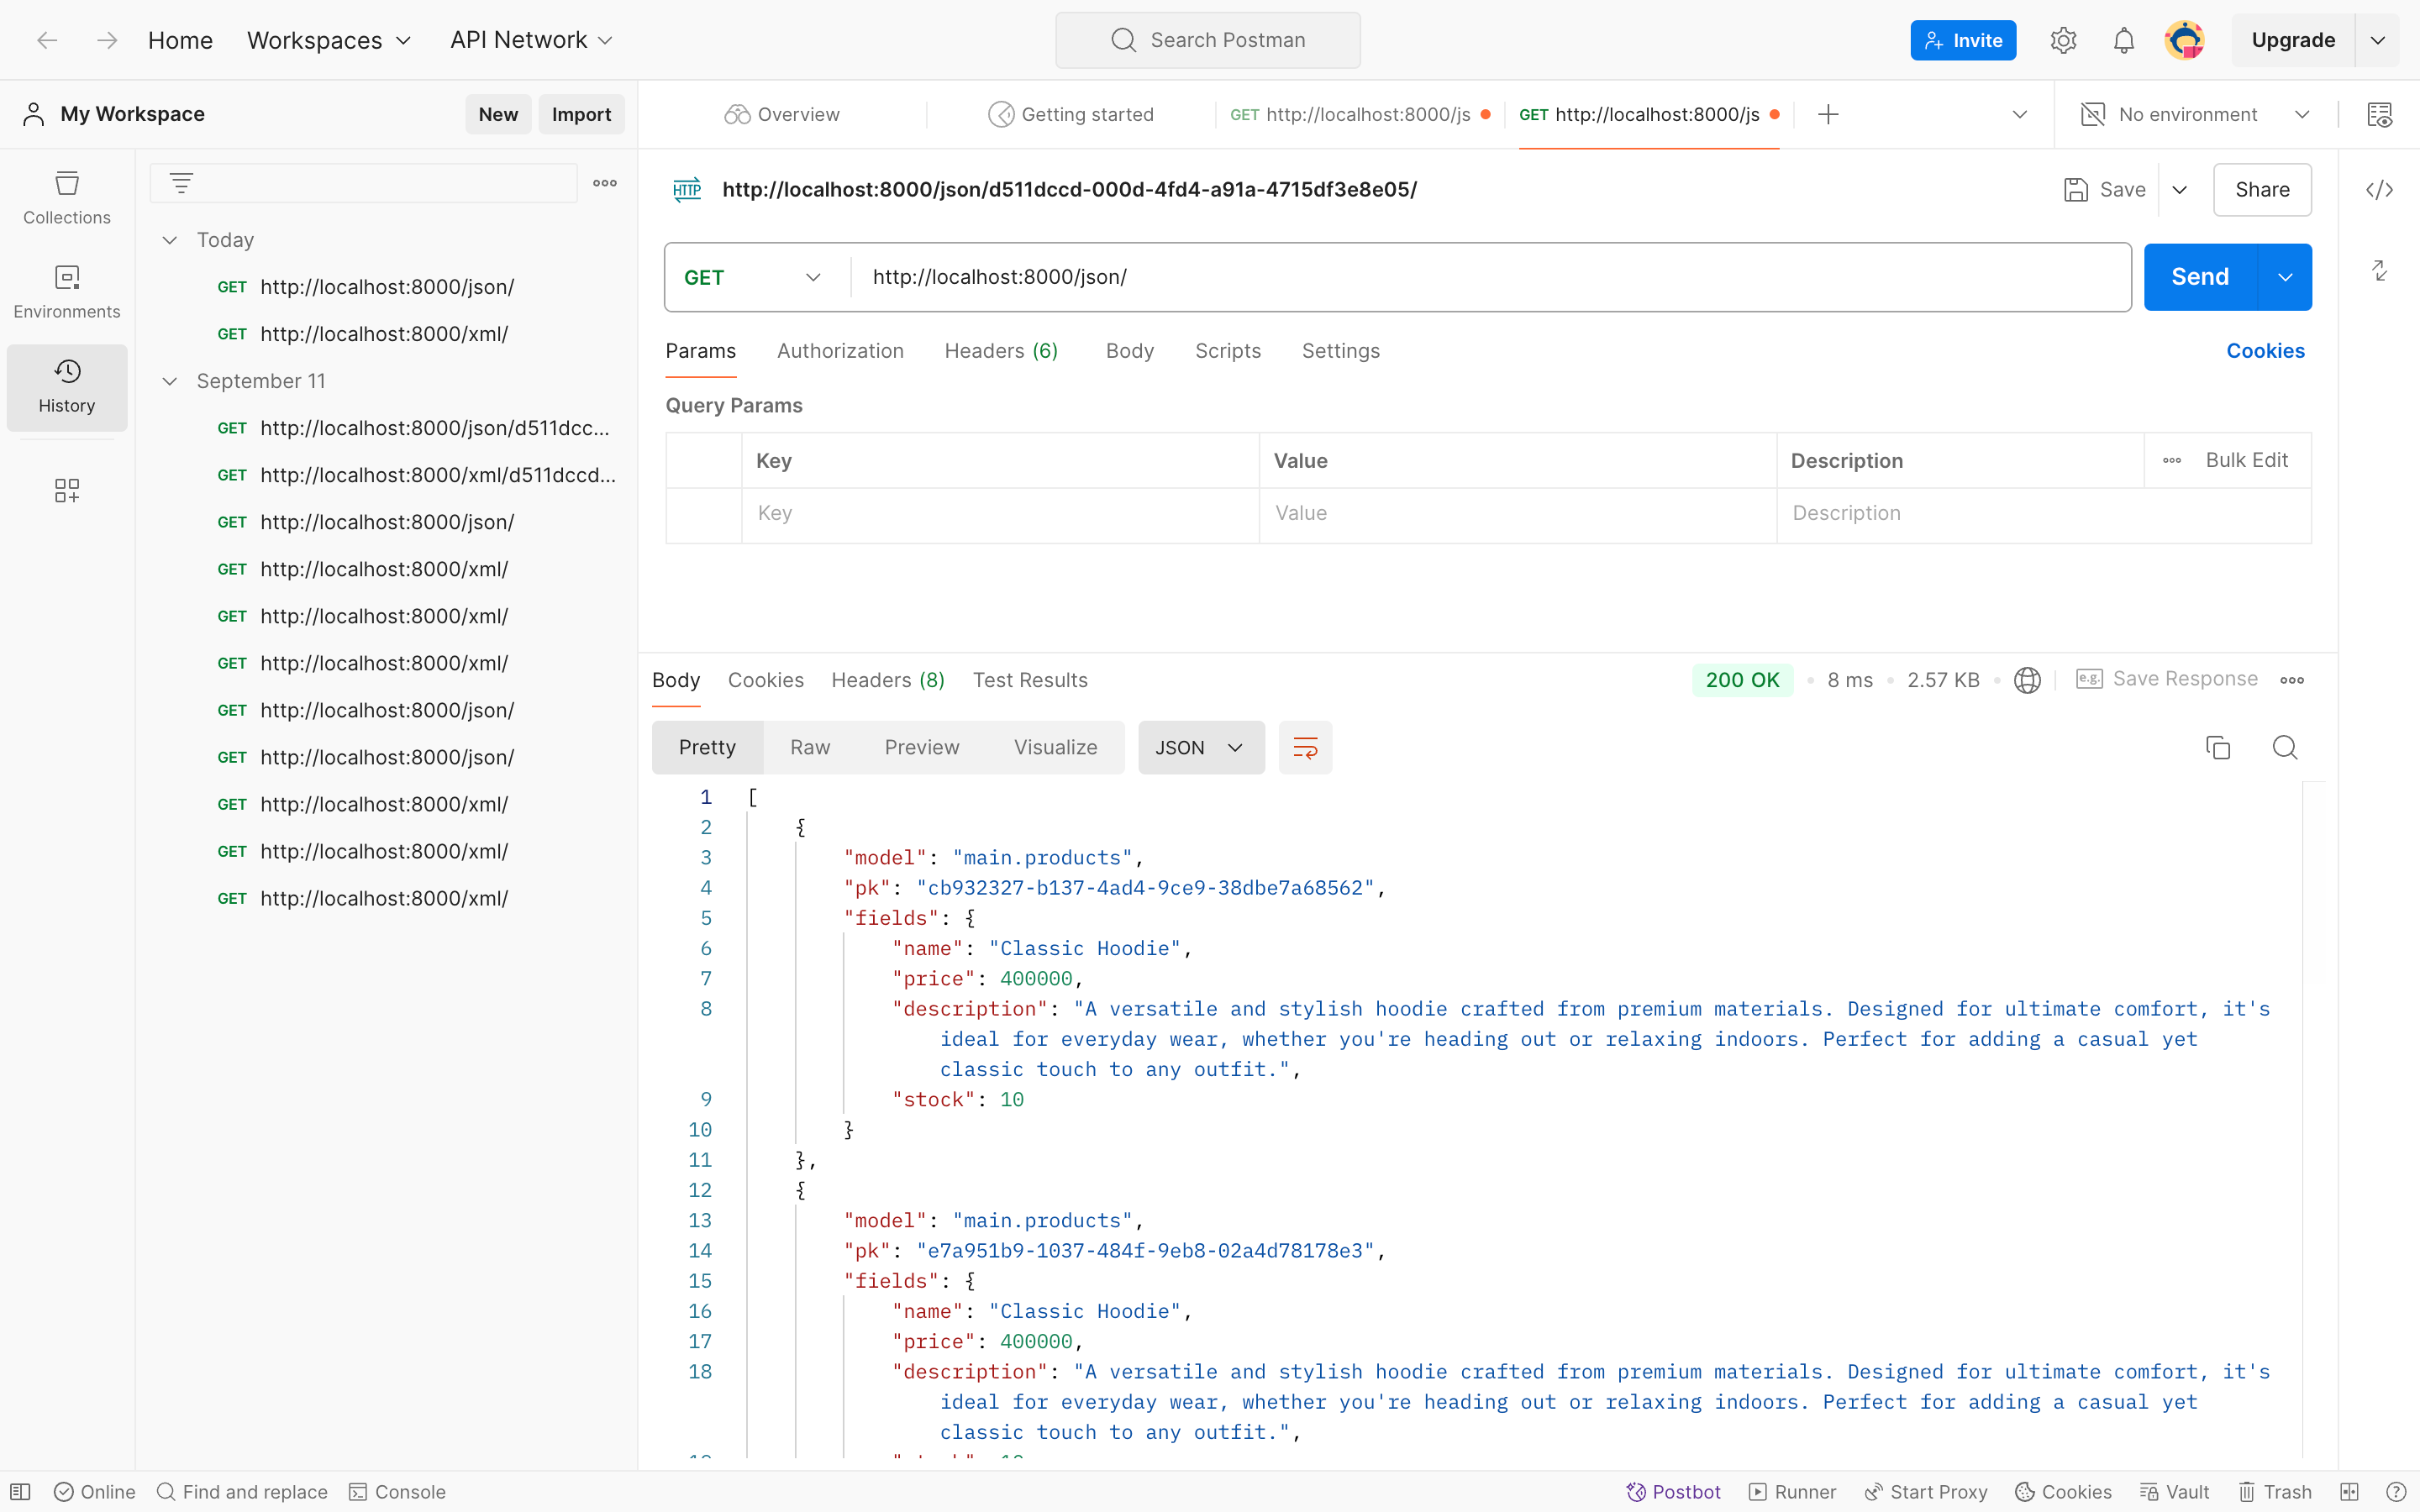 Home Workspaces API Network Search Postman Invite Upgrade
My Workspace New Import Overview Getting started GET http://localhost:8000/js GET http://localhost:8000/js No environment
Collections
Environments
History
Today
GET http://localhost:8000/json/
GET http://localhost:8000/xml/
September 11
GET http://localhost:8000/json/d511dcc...
GET http://localhost:8000/xml/d511dccd...
GET http://localhost:8000/json/
GET http://localhost:8000/xml/
GET http://localhost:8000/xml/
GET http://localhost:8000/xml/
GET http://localhost:8000/json/
GET http://localhost:8000/json/
GET http://localhost:8000/xml/
GET http://localhost:8000/xml/
GET http://localhost:8000/xml/
HTTP http://localhost:8000/json/d511dccd-000d-4fd4-a91a-4715df3e8e05/ Save Share
GET http://localhost:8000/json/ Send
Params Authorization Headers (6) Body Scripts Settings Cookies
Query Params
Key Value Description Bulk Edit
Key Value Description
Body Cookies Headers (8) Test Results 200 OK 8 ms 2.57 KB e.g. Save Response
Pretty Raw Preview Visualize JSON
1 [
2 {
3 "model": "main.products",
4 "pk": "cb932327-b137-4ad4-9ce9-38dbe7a68562",
5 "fields": {
6 "name": "Classic Hoodie",
7 "price": 400000,
8 "description": "A versatile and stylish hoodie crafted from premium materials. Designed for ultimate comfort, it's
ideal for everyday wear, whether you're heading out or relaxing indoors. Perfect for adding a casual yet
classic touch to any outfit.",
9 "stock": 10
10 }
11 },
12 {
13 "model": "main.products",
14 "pk": "e7a951b9-1037-484f-9eb8-02a4d78178e3",
15 "fields": {
16 "name": "Classic Hoodie",
17 "price": 400000,
18 "description": "A versatile and stylish hoodie crafted from premium materials. Designed for ultimate comfort, it's
ideal for everyday wear, whether you're heading out or relaxing indoors. Perfect for adding a casual yet
classic touch to any outfit.",
Online Find and replace Console Postbot Runner Start Proxy Cookies Vault Trash